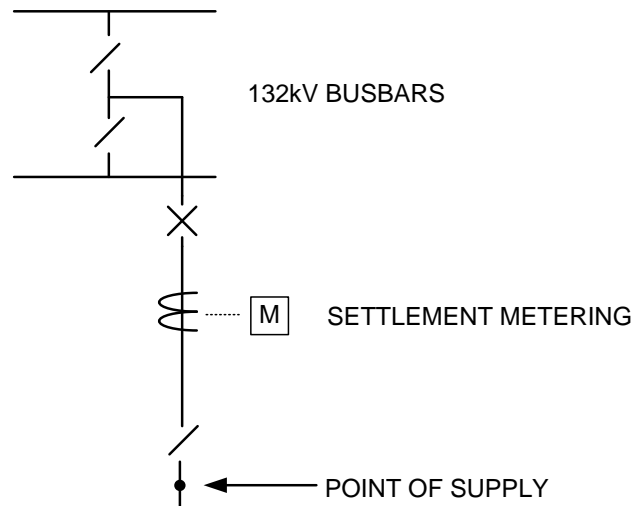 132kV BUSBARS
M
SETTLEMENT METERING
POINT OF SUPPLY